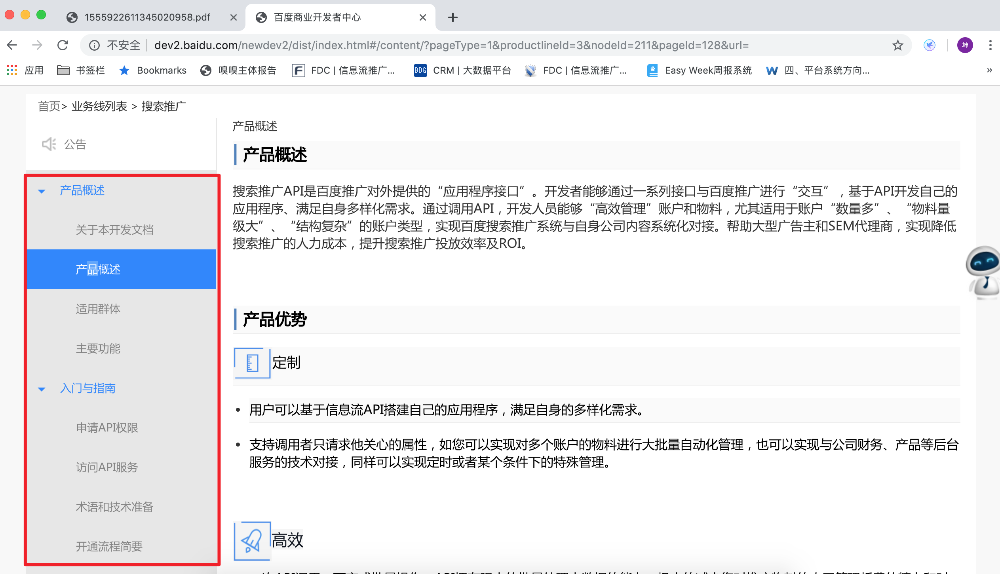 1555922611345020958.pdf
百度商业开发者中心
不安全 dev2.baidu.com/newdev2/dist/index.html#/content/?pageType=1&productlineId=3&nodeId=211&pageId=128&url=
坤
应用 书签栏 Bookmarks 嗅嗅主体报告 FDC | 信息流推广... BDG CRM | 大数据平台 FDC | 信息流推广... Easy Week周报系统 四、平台系统方向... »
首页> 业务线列表 > 搜索推广
公告
产品概述
关于本开发文档
产品概述
适用群体
主要功能
入门与指南
申请API权限
访问API服务
术语和技术准备
开通流程简要
产品概述
产品概述
搜索推广API是百度推广对外提供的“应用程序接口”。开发者能够通过一系列接口与百度推广进行“交互”，基于API开发自己的
应用程序、满足自身多样化需求。通过调用API，开发人员能够“高效管理”账户和物料，尤其适用于账户“数量多”、“物料量
级大”、“结构复杂”的账户类型，实现百度搜索推广系统与自身公司内容系统化对接。帮助大型广告主和SEM代理商，实现降低
搜索推广的人力成本，提升搜索推广投放效率及ROI。
产品优势
定制
• 用户可以基于信息流API搭建自己的应用程序，满足自身的多样化需求。
• 支持调用者只请求他关心的属性，如您可以实现对多个账户的物料进行大批量自动化管理，也可以实现与公司财务、产品等后台
服务的技术对接，同样可以实现定时或者某个条件下的特殊管理。
高效